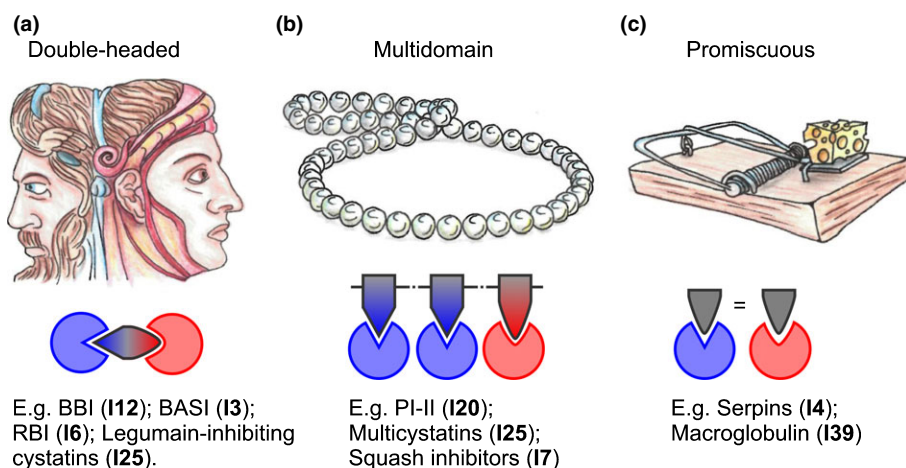 (a)
Double-headed
(b)
Multidomain
(c)
Promiscuous
=
E.g. BBI (I12); BASI (I3);
RBI (I6); Legumain-inhibiting
cystatins (I25).
E.g. PI-II (I20);
Multicystatins (I25);
Squash inhibitors (I7)
E.g. Serpins (I4);
Macroglobulin (I39)